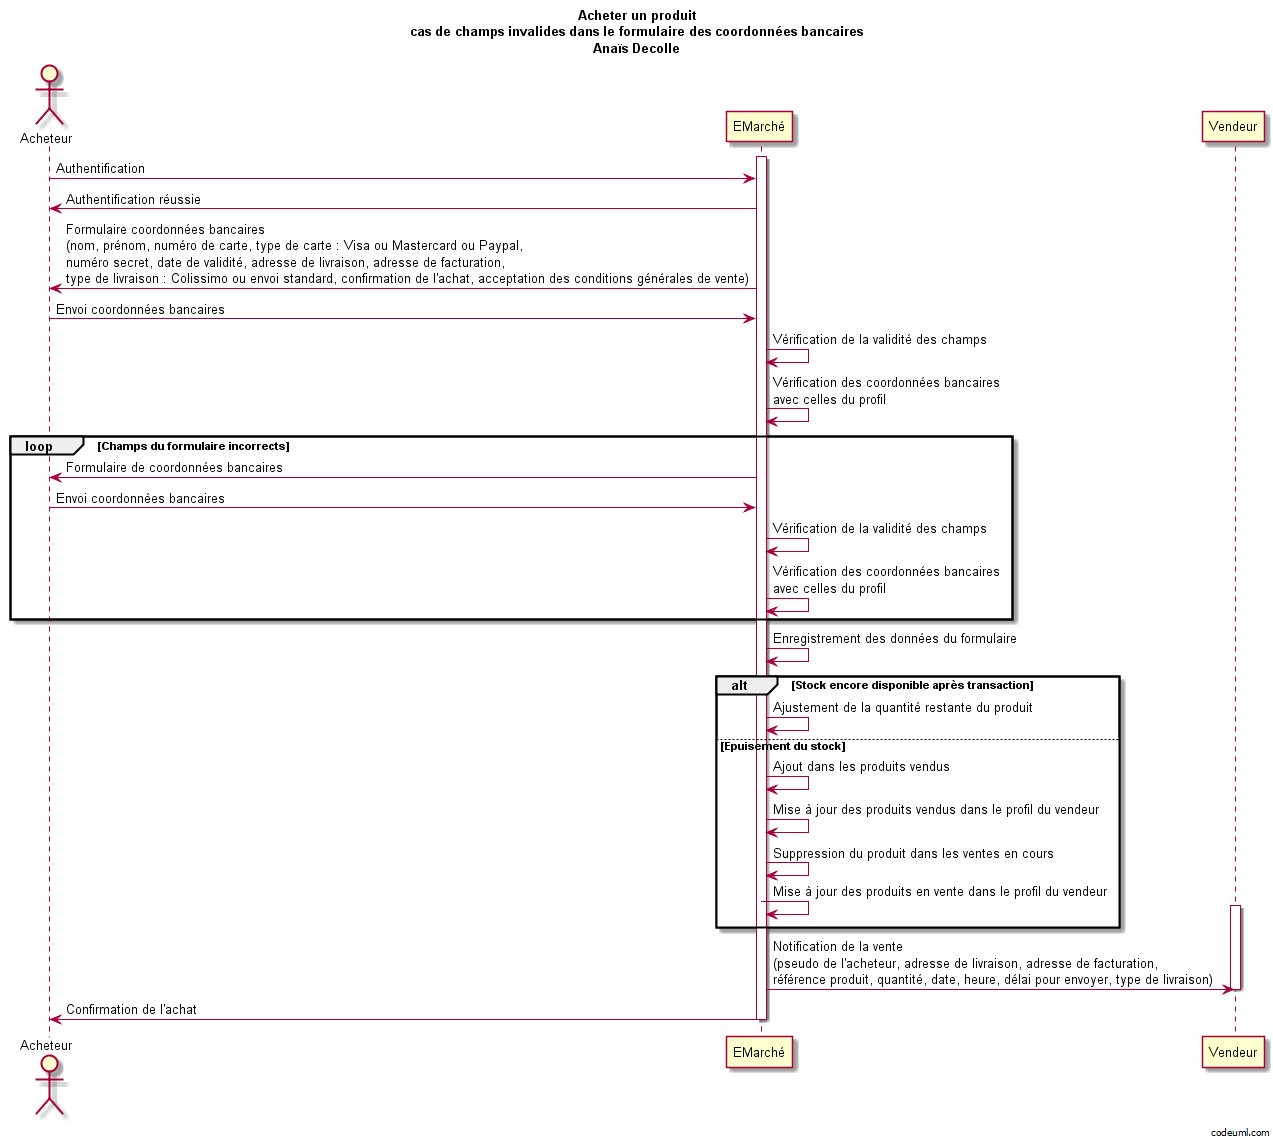 Acheter un produit
cas de champs invalides dans le formulaire des coordonnées bancaires
Anaïs Decolle
Acheteur
EMarché
Vendeur
Authentification
Authentification réussie
Formulaire coordonnées bancaires
(nom, prénom, numéro de carte, type de carte : Visa ou Mastercard ou Paypal,
numéro secret, date de validité, adresse de livraison, adresse de facturation,
type de livraison : Colissimo ou envoi standard, confirmation de l'achat, acceptation des conditions générales de vente)
Envoi coordonnées bancaires
Vérification de la validité des champs
Vérification des coordonnées bancaires
avec celles du profil
loop [Champs du formulaire incorrects]
Formulaire de coordonnées bancaires
Envoi coordonnées bancaires
Vérification de la validité des champs
Vérification des coordonnées bancaires
avec celles du profil
Enregistrement des données du formulaire
alt [Stock encore disponible après transaction]
Ajustement de la quantité restante du produit
[Epuisement du stock]
Ajout dans les produits vendus
Mise à jour des produits vendus dans le profil du vendeur
Suppression du produit dans les ventes en cours
Mise à jour des produits en vente dans le profil du vendeur
Notification de la vente
(pseudo de l'acheteur, adresse de livraison, adresse de facturation,
référence produit, quantité, date, heure, délai pour envoyer, type de livraison)
Confirmation de l'achat
Acheteur
EMarché
Vendeur
codeuml.com